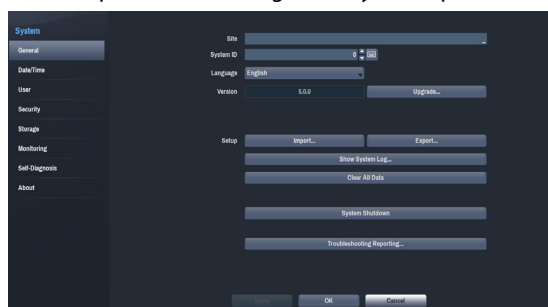 System
General
Date/Time
User
Security
Storage
Monitoring
Self-Diagnosis
About
Site
System ID 0
Language English
Version 5.0.0 Upgrade...
Setup Import... Export...
Show System Log...
Clear All Data
System Shutdown
Troubleshooting Reporting...
Apply OK Cancel